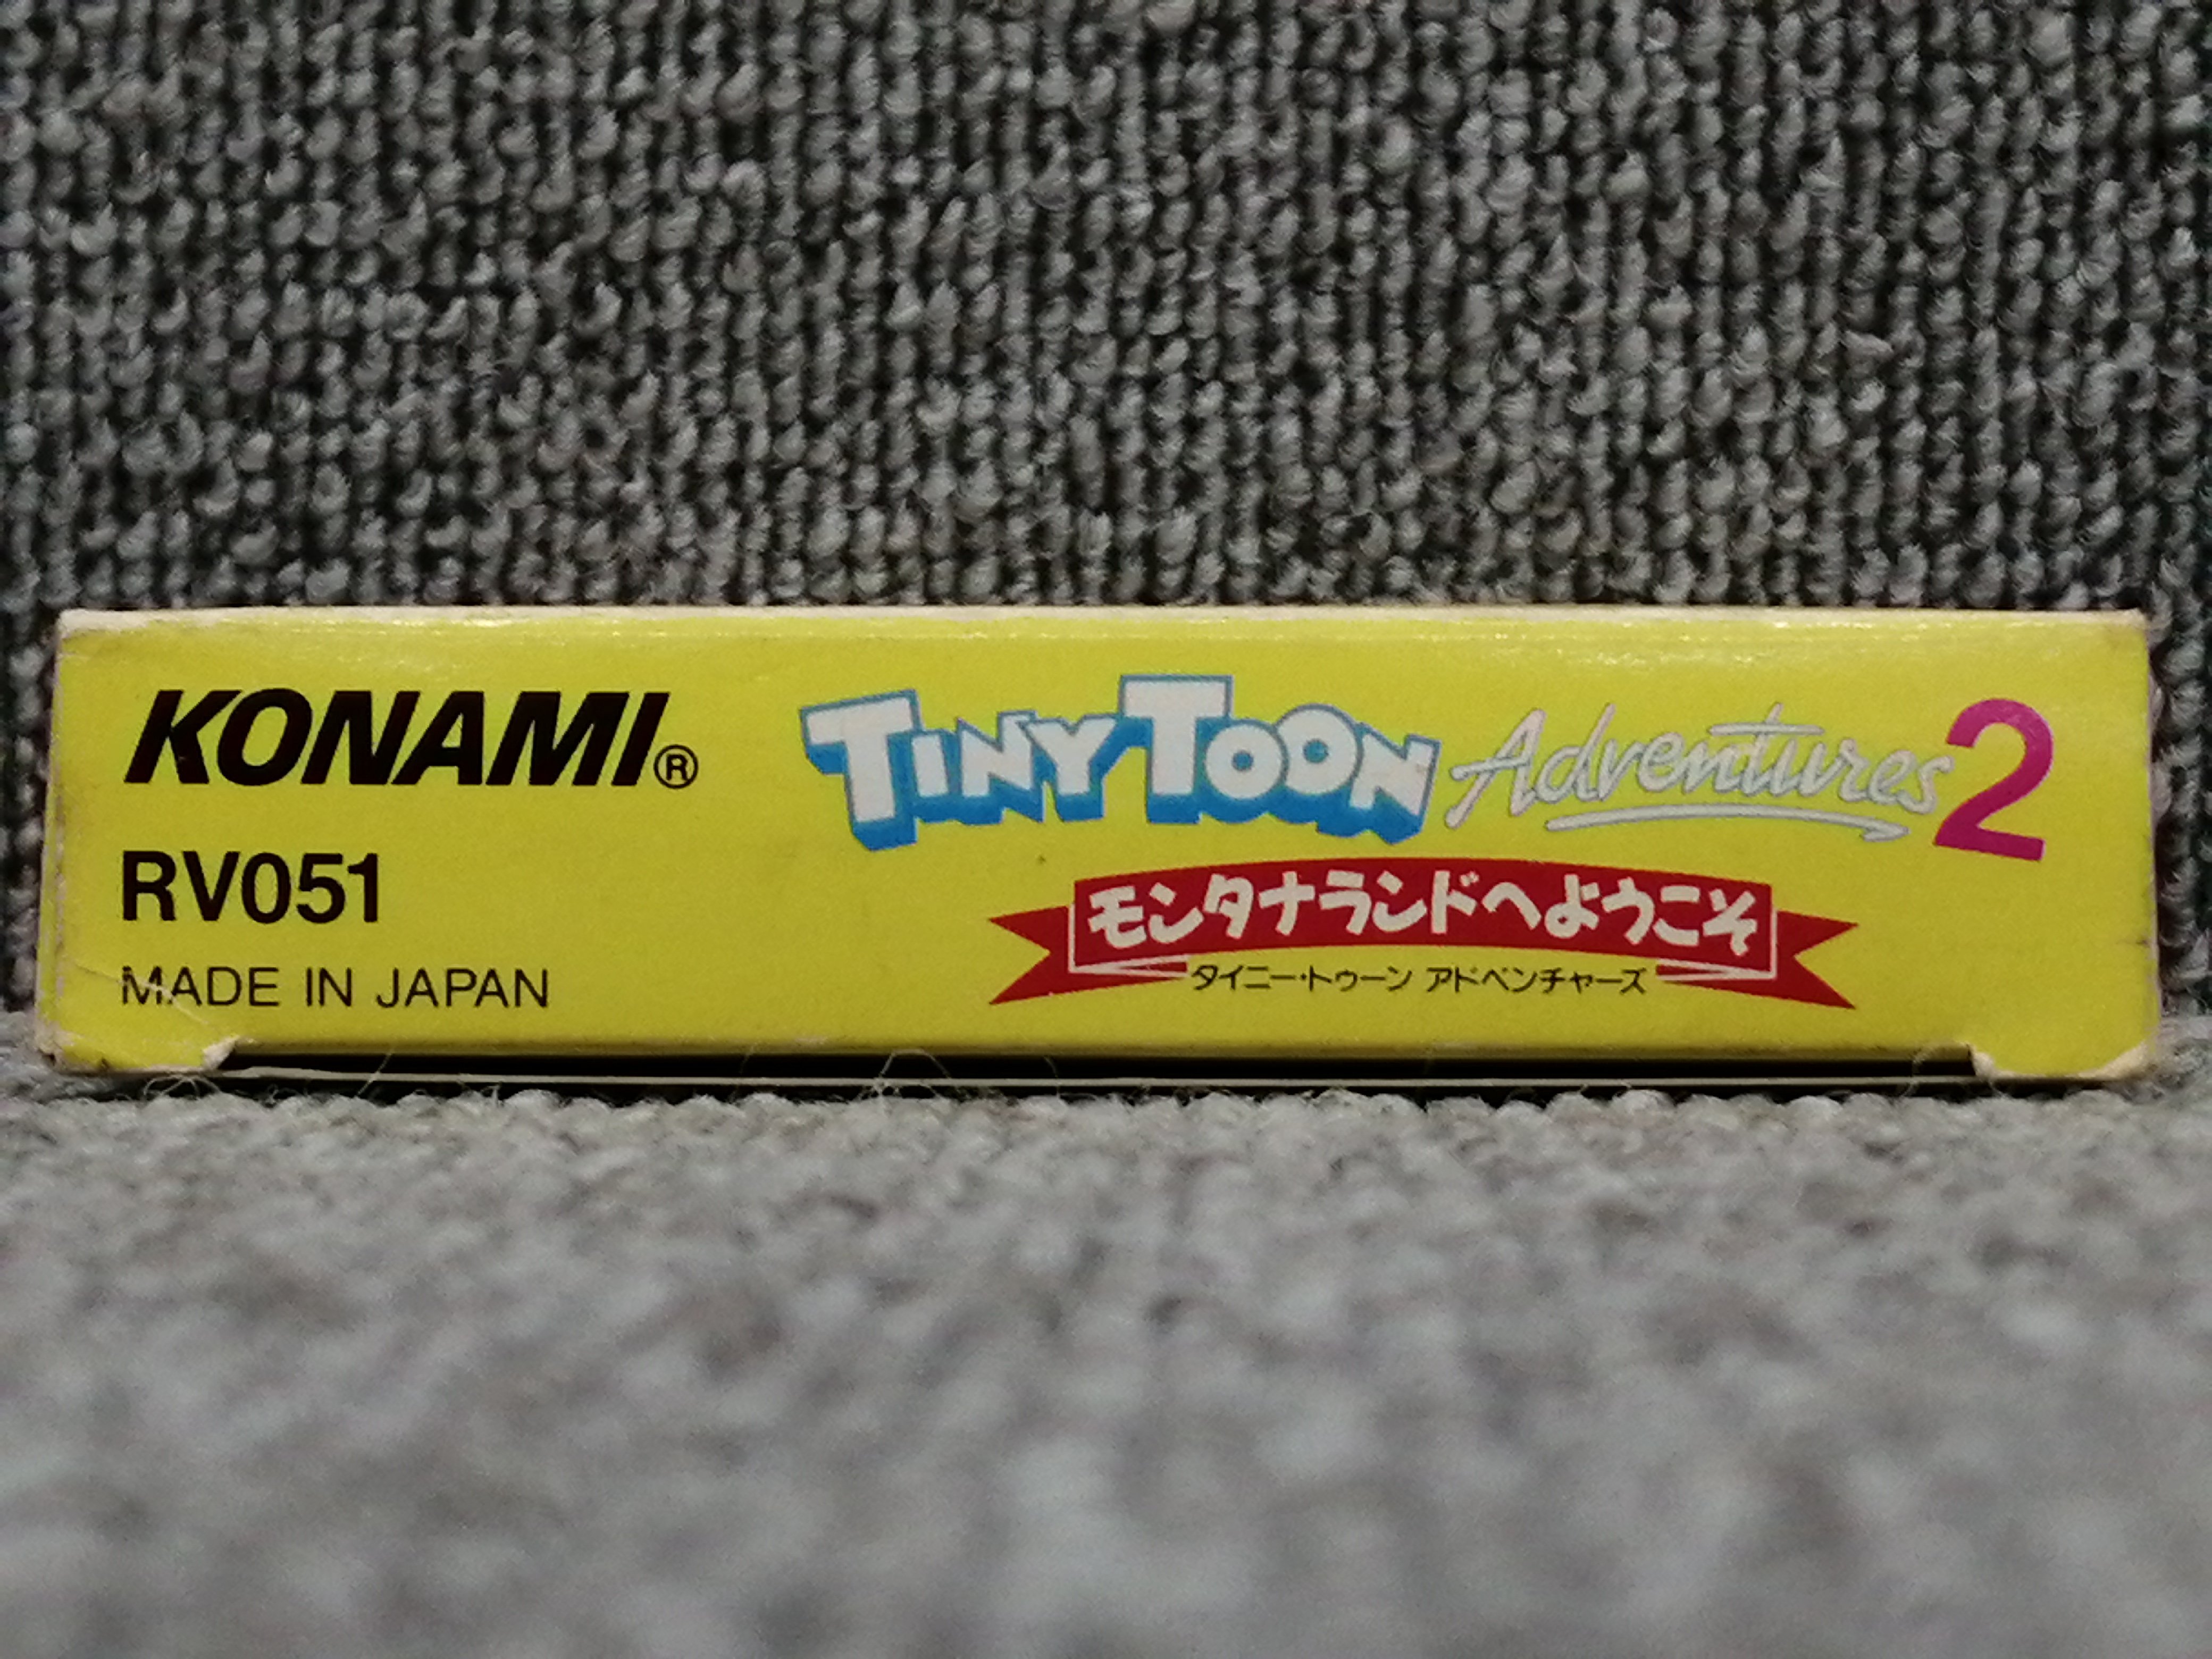 KONAMI®
RV051
MADE IN JAPAN
TINY TOON Adventures 2
モンタナランドへようこそ
タイニー・トゥーン アドベンチャーズ